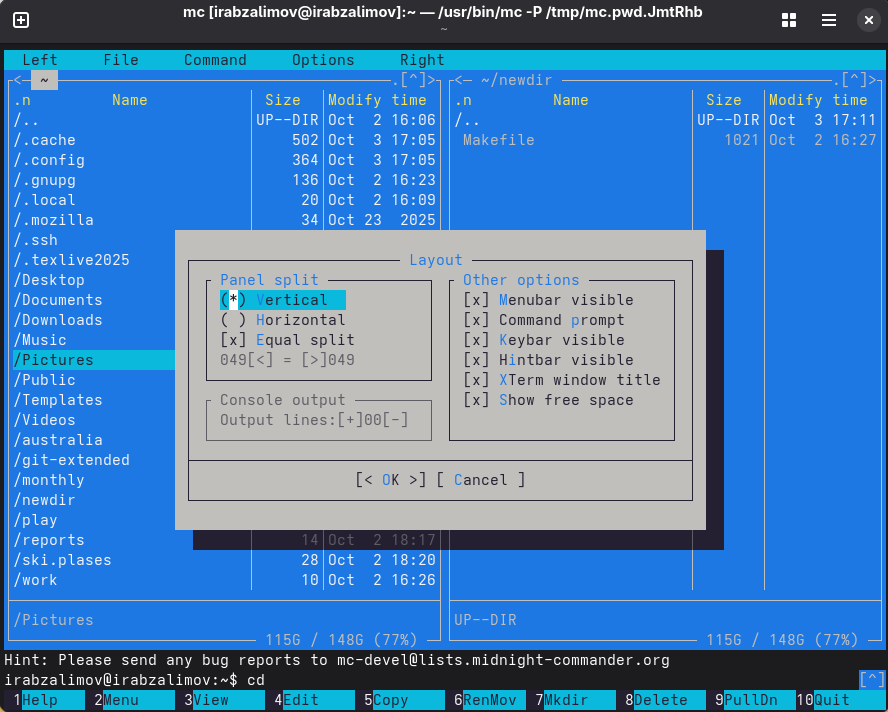 mc [irabzalimov@irabzalimov]:~ — /usr/bin/mc -P /tmp/mc.pwd.JmtRhb
~
Left File Command Options Right
<─ ~ .[^]> <─ ~/newdir .[^]>
.n Name Size Modify time .n Name Size Modify time
/.. UP--DIR Oct 2 16:06 /.. UP--DIR Oct 3 17:11
/.cache 502 Oct 3 17:05 Makefile 1021 Oct 2 16:27
/.config 364 Oct 3 17:05
/.gnupg 136 Oct 2 16:23
/.local 20 Oct 2 16:09
/.mozilla 34 Oct 23 2025
/.ssh
/.texlive2025
/Desktop
/Documents
/Downloads
/Music
/Pictures
/Public
/Templates
/Videos
/australia
/git-extended
/monthly
/newdir
/play
/reports 14 Oct 2 18:17
/ski.plases 28 Oct 2 18:20
/work 10 Oct 2 16:26
Layout
Panel split
(*) Vertical
( ) Horizontal
[x] Equal split
049[<] = [>]049
Console output
Output lines:[+]00[-]
Other options
[x] Menubar visible
[x] Command prompt
[x] Keybar visible
[x] Hintbar visible
[x] XTerm window title
[x] Show free space
[< OK >] [ Cancel ]
/Pictures UP--DIR
115G / 148G (77%) 115G / 148G (77%)
Hint: Please send any bug reports to mc-devel@lists.midnight-commander.org
irabzalimov@irabzalimov:~$ cd [^]
1Help 2Menu 3View 4Edit 5Copy 6RenMov 7Mkdir 8Delete 9PullDn 10Quit